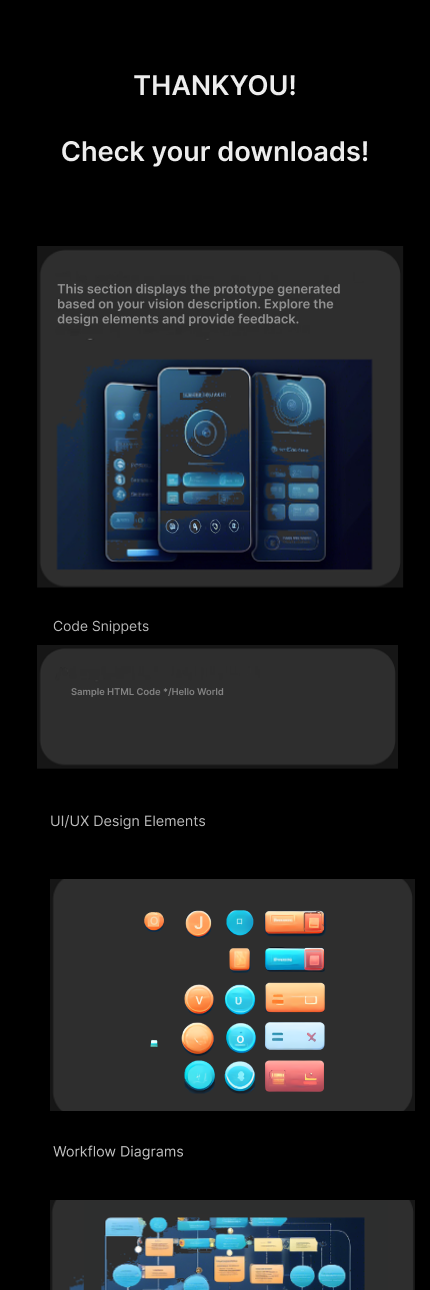 THANKYOU!
Check your downloads!
This section displays the prototype generated
based on your vision description. Explore the
design elements and provide feedback.
Code Snippets
Sample HTML Code */Hello World
UI/UX Design Elements
J
V
U
Workflow Diagrams